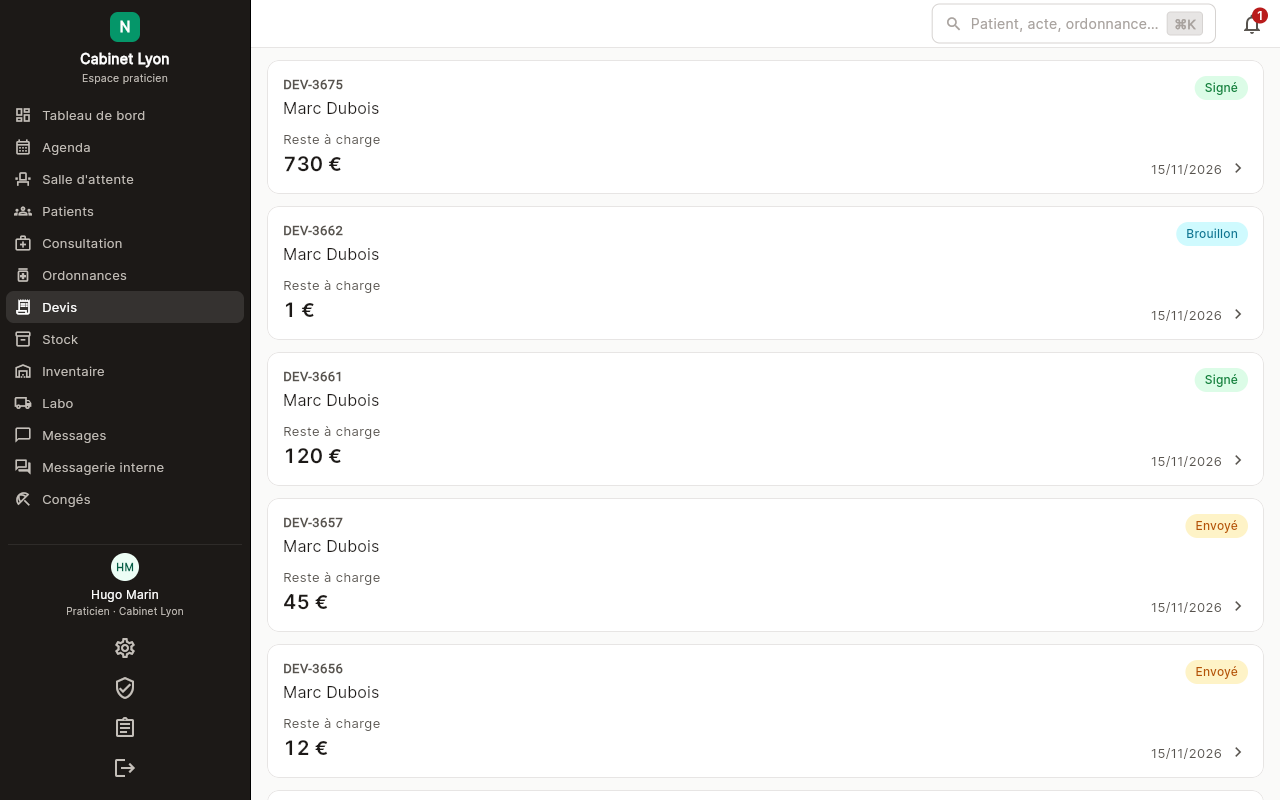 N
Cabinet Lyon
Espace praticien
Tableau de bord
Agenda
Salle d'attente
Patients
Consultation
Ordonnances
Devis
Stock
Inventaire
Labo
Messages
Messagerie interne
Congés
HM
Hugo Marin
Praticien · Cabinet Lyon
Patient, acte, ordonnance... ⌘K
1
DEV-3675
Signé
Marc Dubois
Reste à charge
730 €
15/11/2026
DEV-3662
Brouillon
Marc Dubois
Reste à charge
1 €
15/11/2026
DEV-3661
Signé
Marc Dubois
Reste à charge
120 €
15/11/2026
DEV-3657
Envoyé
Marc Dubois
Reste à charge
45 €
15/11/2026
DEV-3656
Envoyé
Marc Dubois
Reste à charge
12 €
15/11/2026